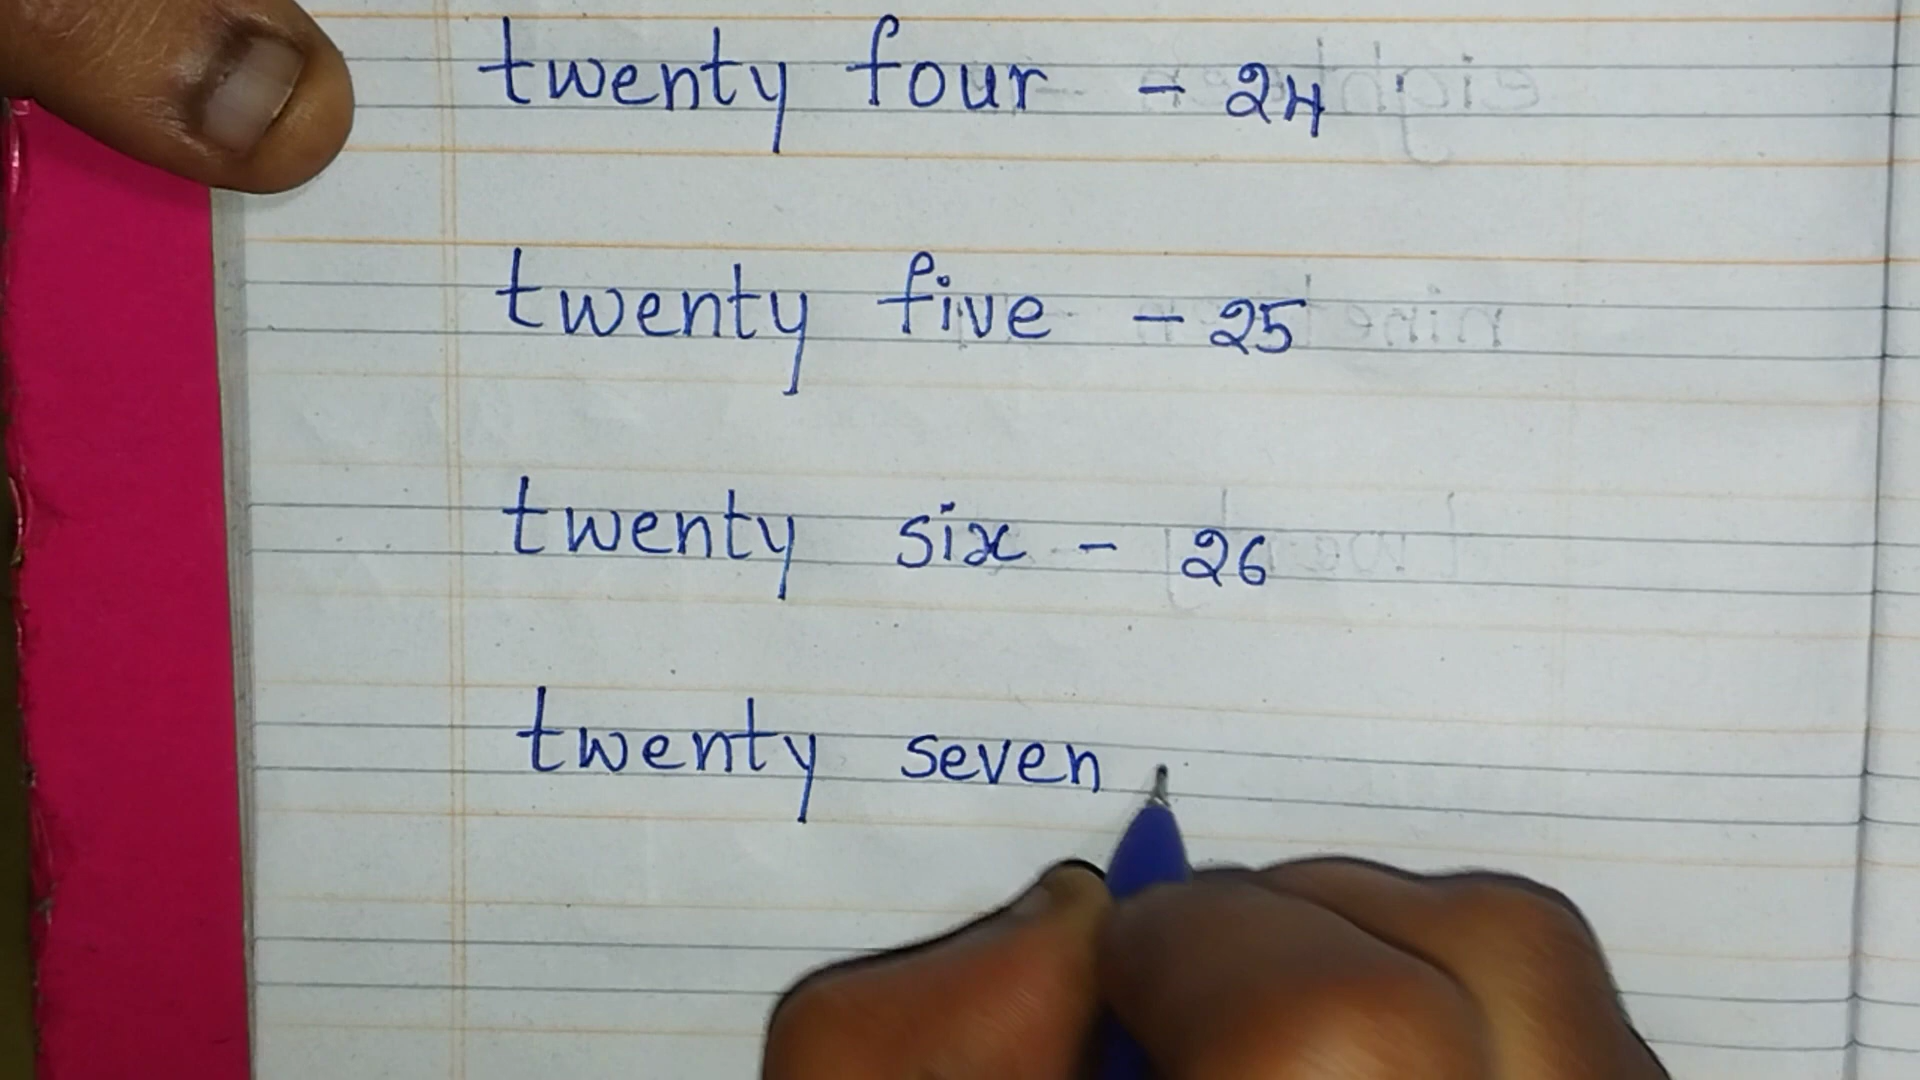 twenty four - 24
twenty five - 25
twenty six - 26
twenty seven